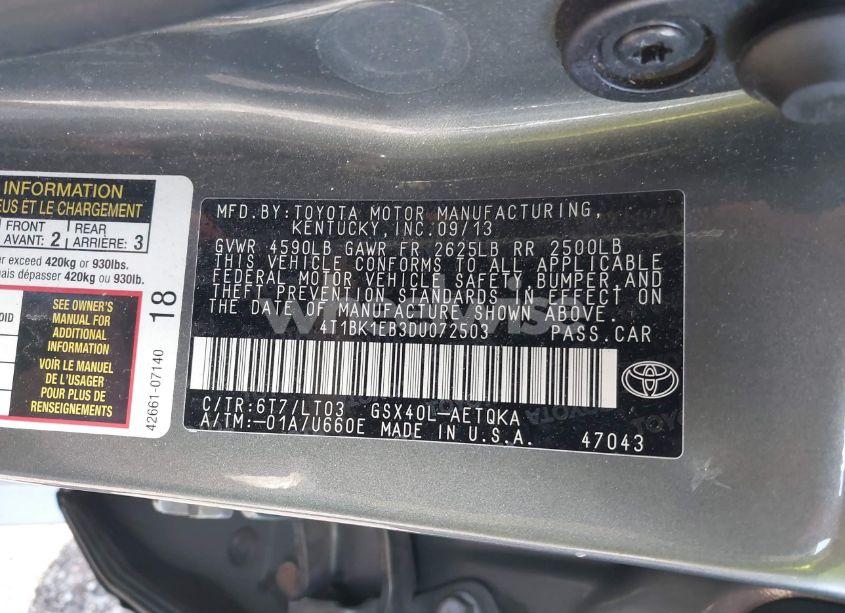 INFORMATION
EUS ET LE CHARGEMENT
FRONT
AVANT: 2
REAR
ARRIÈRE: 3
er exceed 420kg or 930lbs.
mais dépasser 420kg ou 930lb.
SEE OWNER'S
MANUAL FOR
ADDITIONAL
INFORMATION
VOIR LE MANUEL
DE L'USAGER
POUR PLUS DE
RENSEIGNEMENTS
18
42661-07140
MFD.BY:TOYOTA MOTOR MANUFACTURING,
KENTUCKY,INC.09/13
GVWR 4590LB GAWR FR 2625LB RR 2500LB
THIS VEHICLE CONFORMS TO ALL APPLICABLE
FEDERAL MOTOR VEHICLE SAFETY,BUMPER,AND
THEFT PREVENTION STANDARDS IN EFFECT ON
THE DATE OF MANUFACTURE SHOWN ABOVE.
4T1BK1EB3DU072503 PASS.CAR
C/TR:6T7/LT03 GSX40L-AETQKA
A/TM:-01A/U660E MADE IN U.S.A. 47043